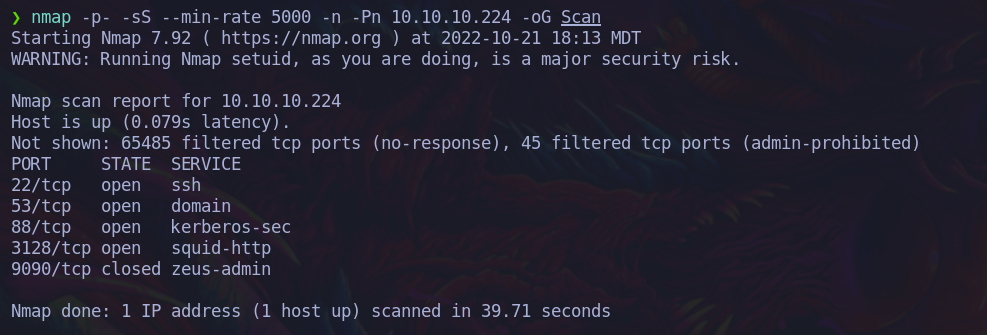 ❯ nmap -p- -sS --min-rate 5000 -n -Pn 10.10.10.224 -oG Scan
Starting Nmap 7.92 ( https://nmap.org ) at 2022-10-21 18:13 MDT
WARNING: Running Nmap setuid, as you are doing, is a major security risk.

Nmap scan report for 10.10.10.224
Host is up (0.079s latency).
Not shown: 65485 filtered tcp ports (no-response), 45 filtered tcp ports (admin-prohibited)
PORT     STATE  SERVICE
22/tcp   open   ssh
53/tcp   open   domain
88/tcp   open   kerberos-sec
3128/tcp open   squid-http
9090/tcp closed zeus-admin

Nmap done: 1 IP address (1 host up) scanned in 39.71 seconds